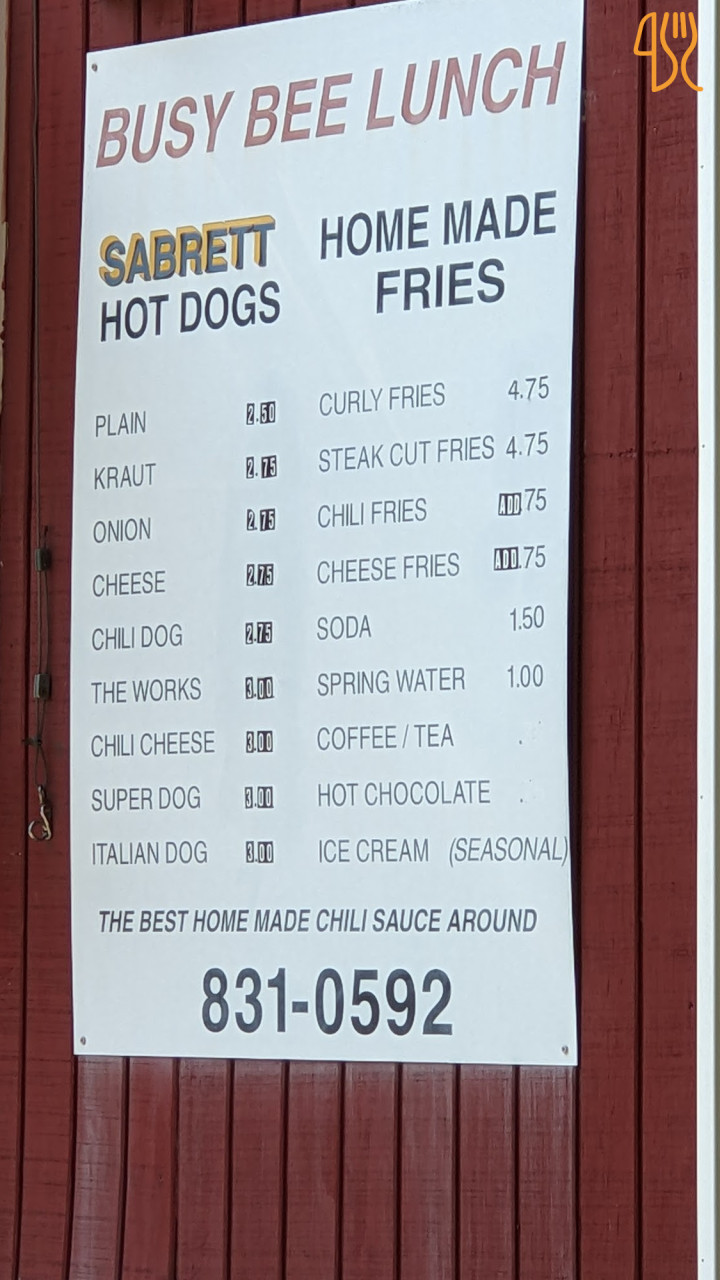 BUSY BEE LUNCH
SABRETT
HOT DOGS
PLAIN 2.50
KRAUT 2.75
ONION 2.75
CHEESE 2.75
CHILI DOG 2.75
THE WORKS 3.00
CHILI CHEESE 3.00
SUPER DOG 3.00
ITALIAN DOG 3.00
HOME MADE
FRIES
CURLY FRIES 4.75
STEAK CUT FRIES 4.75
CHILI FRIES ADD .75
CHEESE FRIES ADD .75
SODA 1.50
SPRING WATER 1.00
COFFEE / TEA .
HOT CHOCOLATE .
ICE CREAM (SEASONAL)
THE BEST HOME MADE CHILI SAUCE AROUND
831-0592